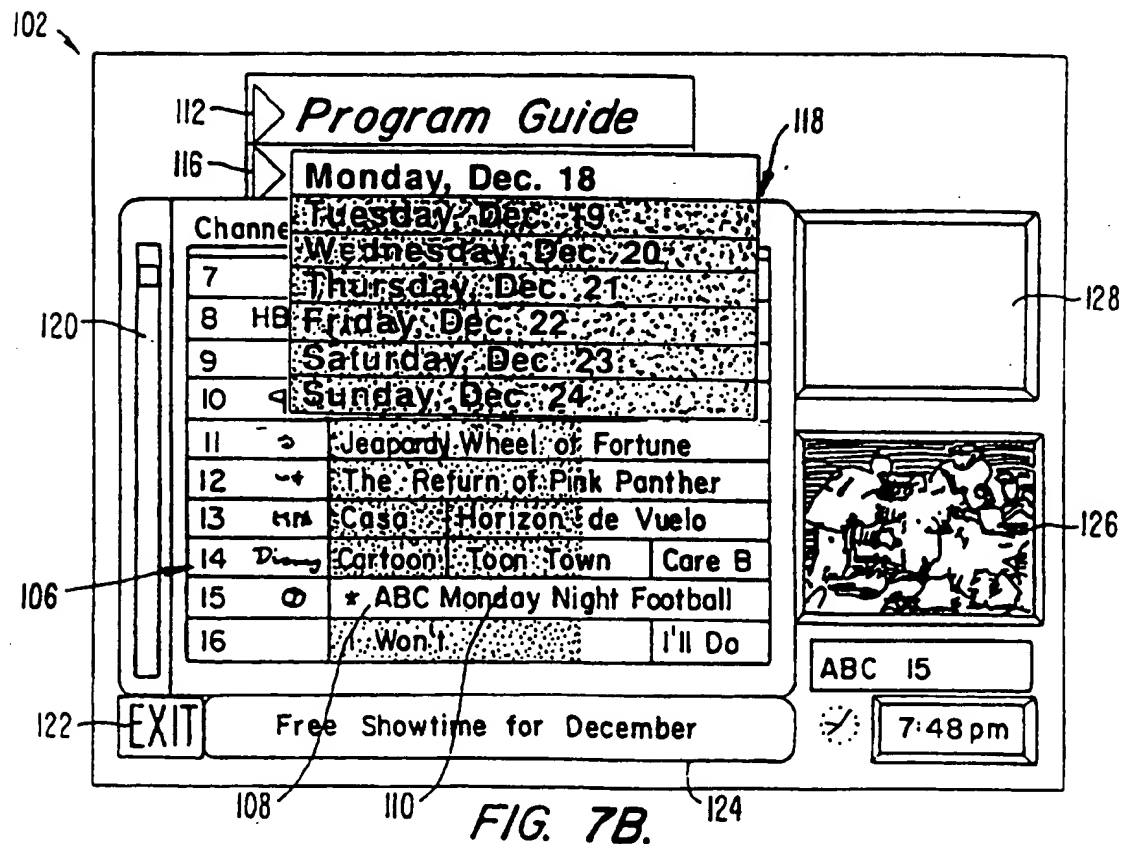 102
112
Program Guide
118
116
Monday, Dec. 18
Tuesday, Dec. 19
Wednesday, Dec. 20
Thursday, Dec. 21
Friday, Dec. 22
Saturday, Dec. 23
Sunday, Dec. 24
Channe
7
8 HB
9
10
120
128
11 Jeopardy Wheel of Fortune
12 The Return of Pink Panther
13 Casa Horizon de Vuelo
14 Cartoon Toon Town Care B
15 * ABC Monday Night Football
16 I Won't I'll Do
126
106
ABC 15
122
EXIT
Free Showtime for December
7:48 pm
108
110
124
FIG. 7B.